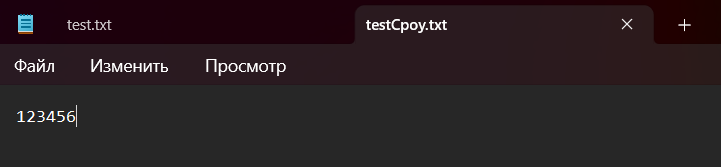 test.txt
testCpoy.txt
Файл Изменить Просмотр
123456